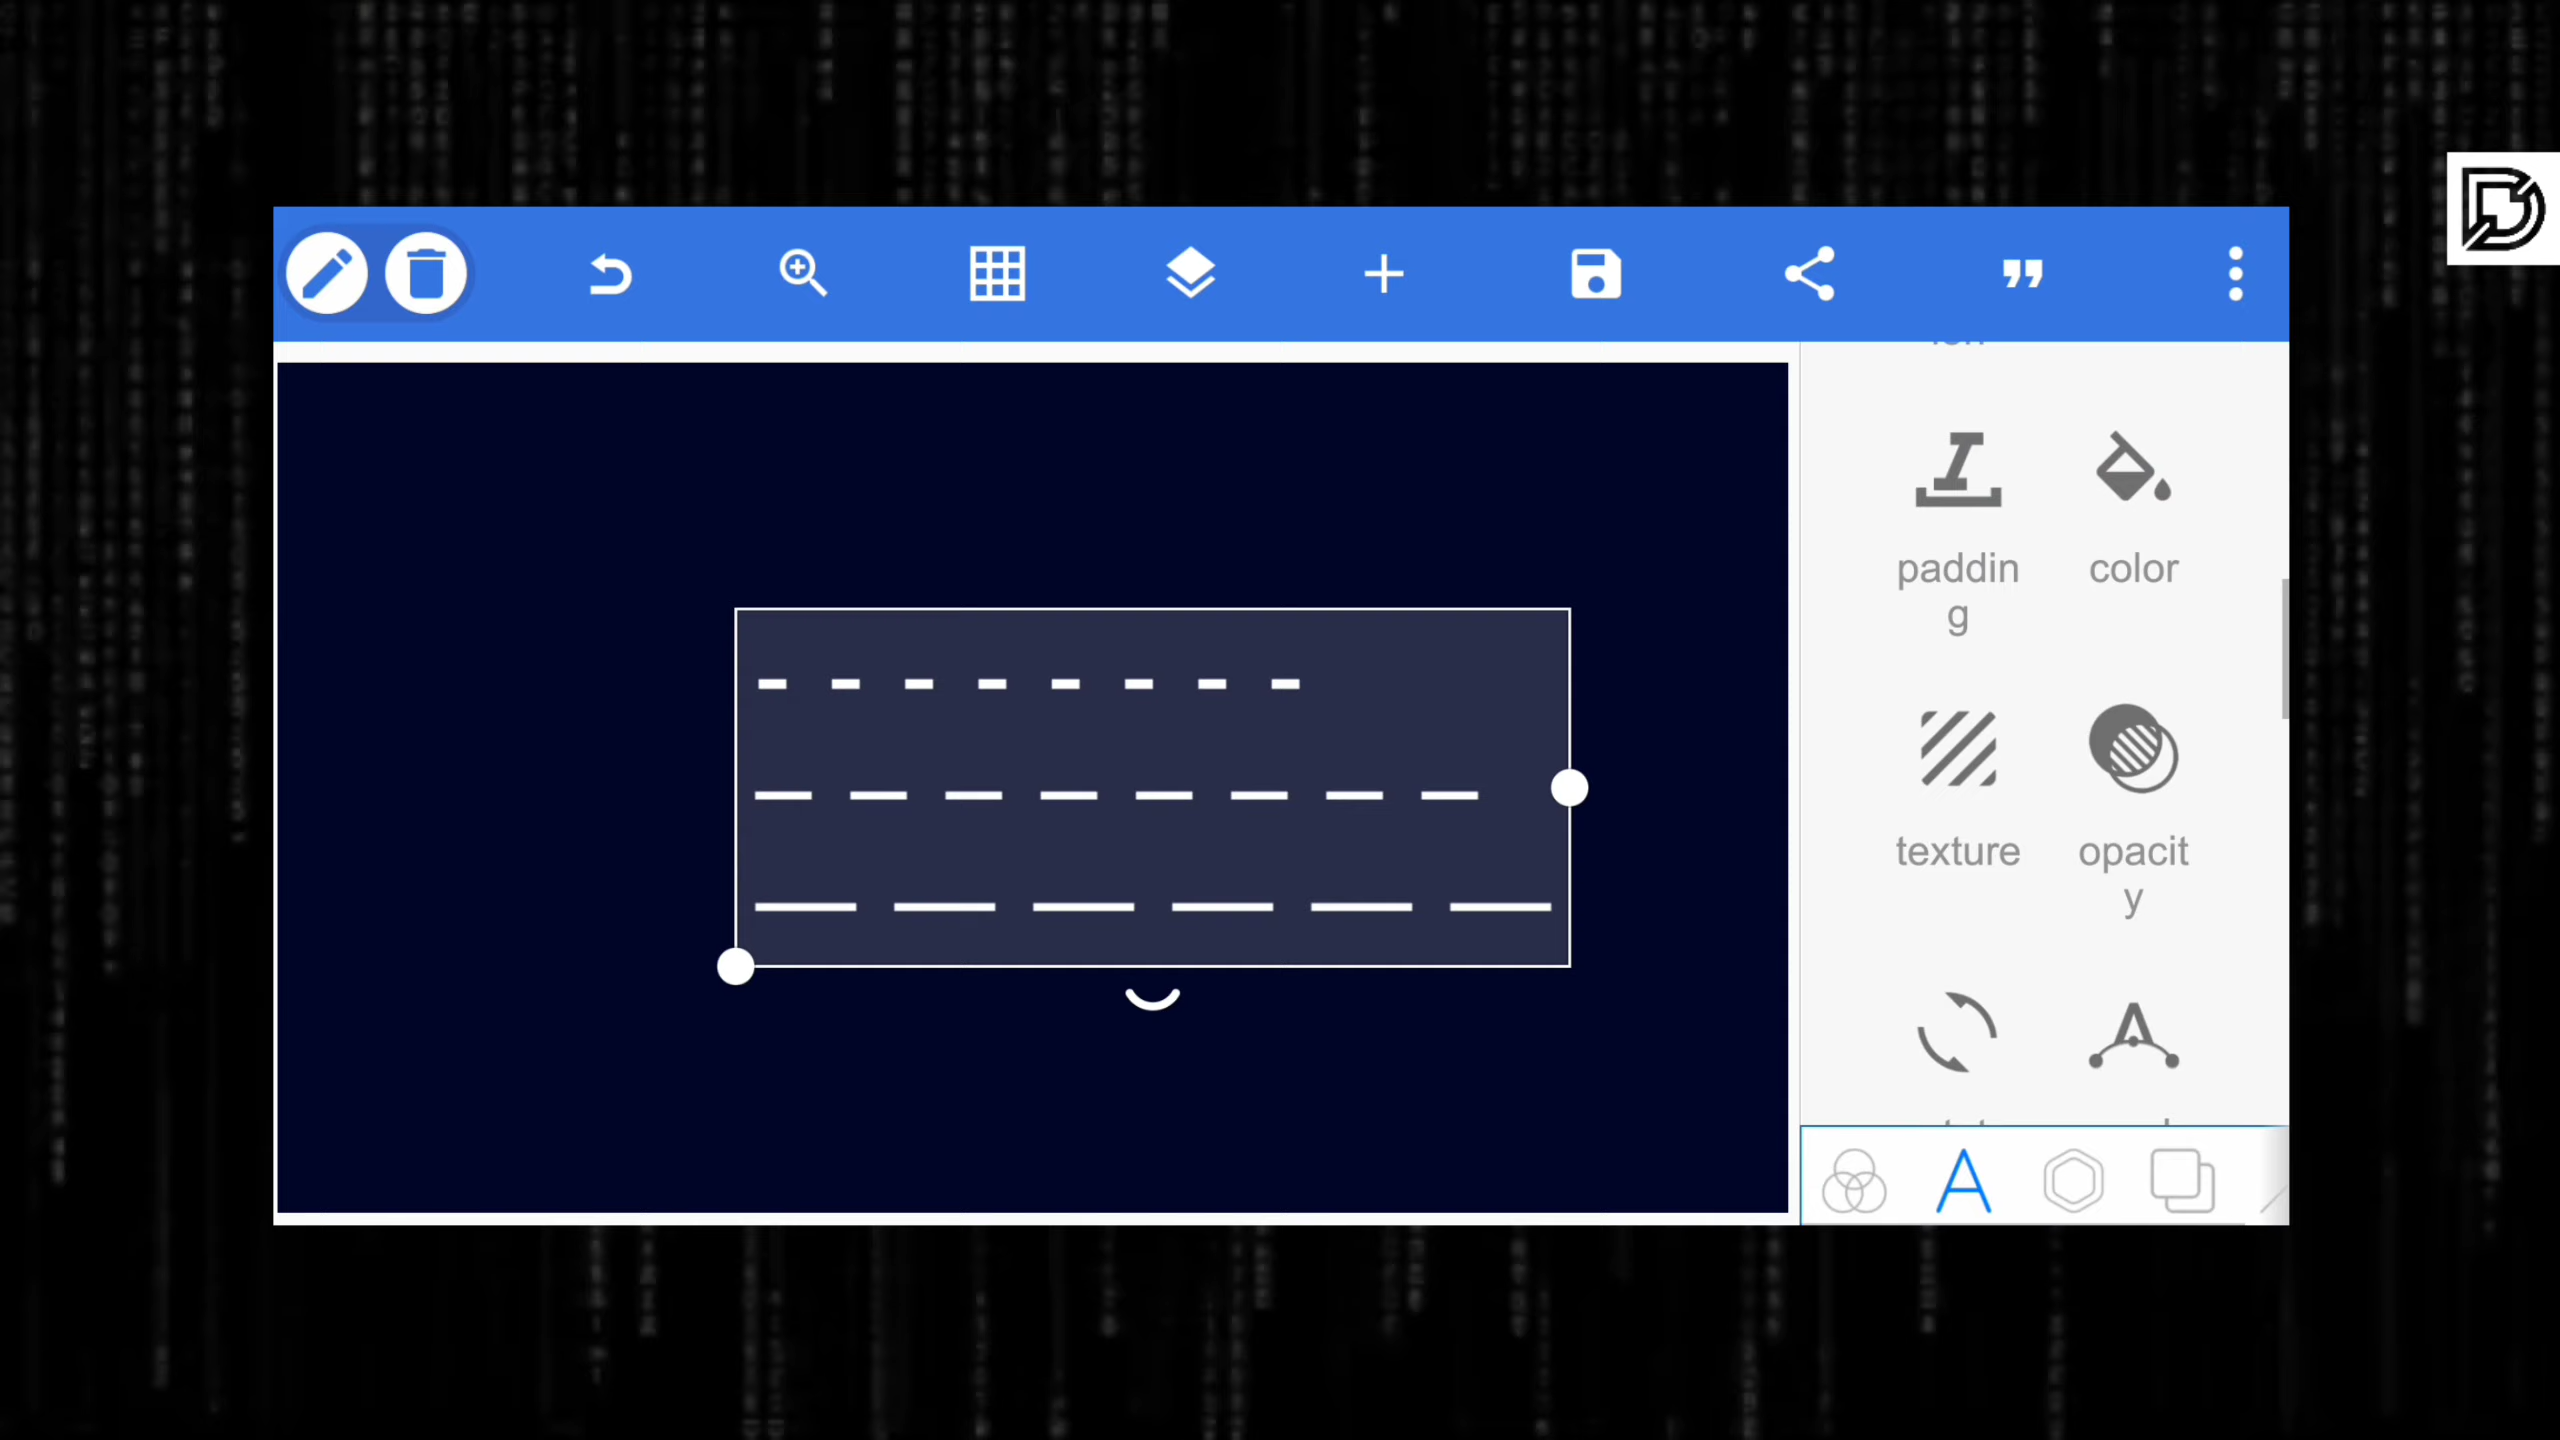 - - - - - - - -
– – – – – – – –
— — — — — —
paddin
g
color
texture
opacit
y